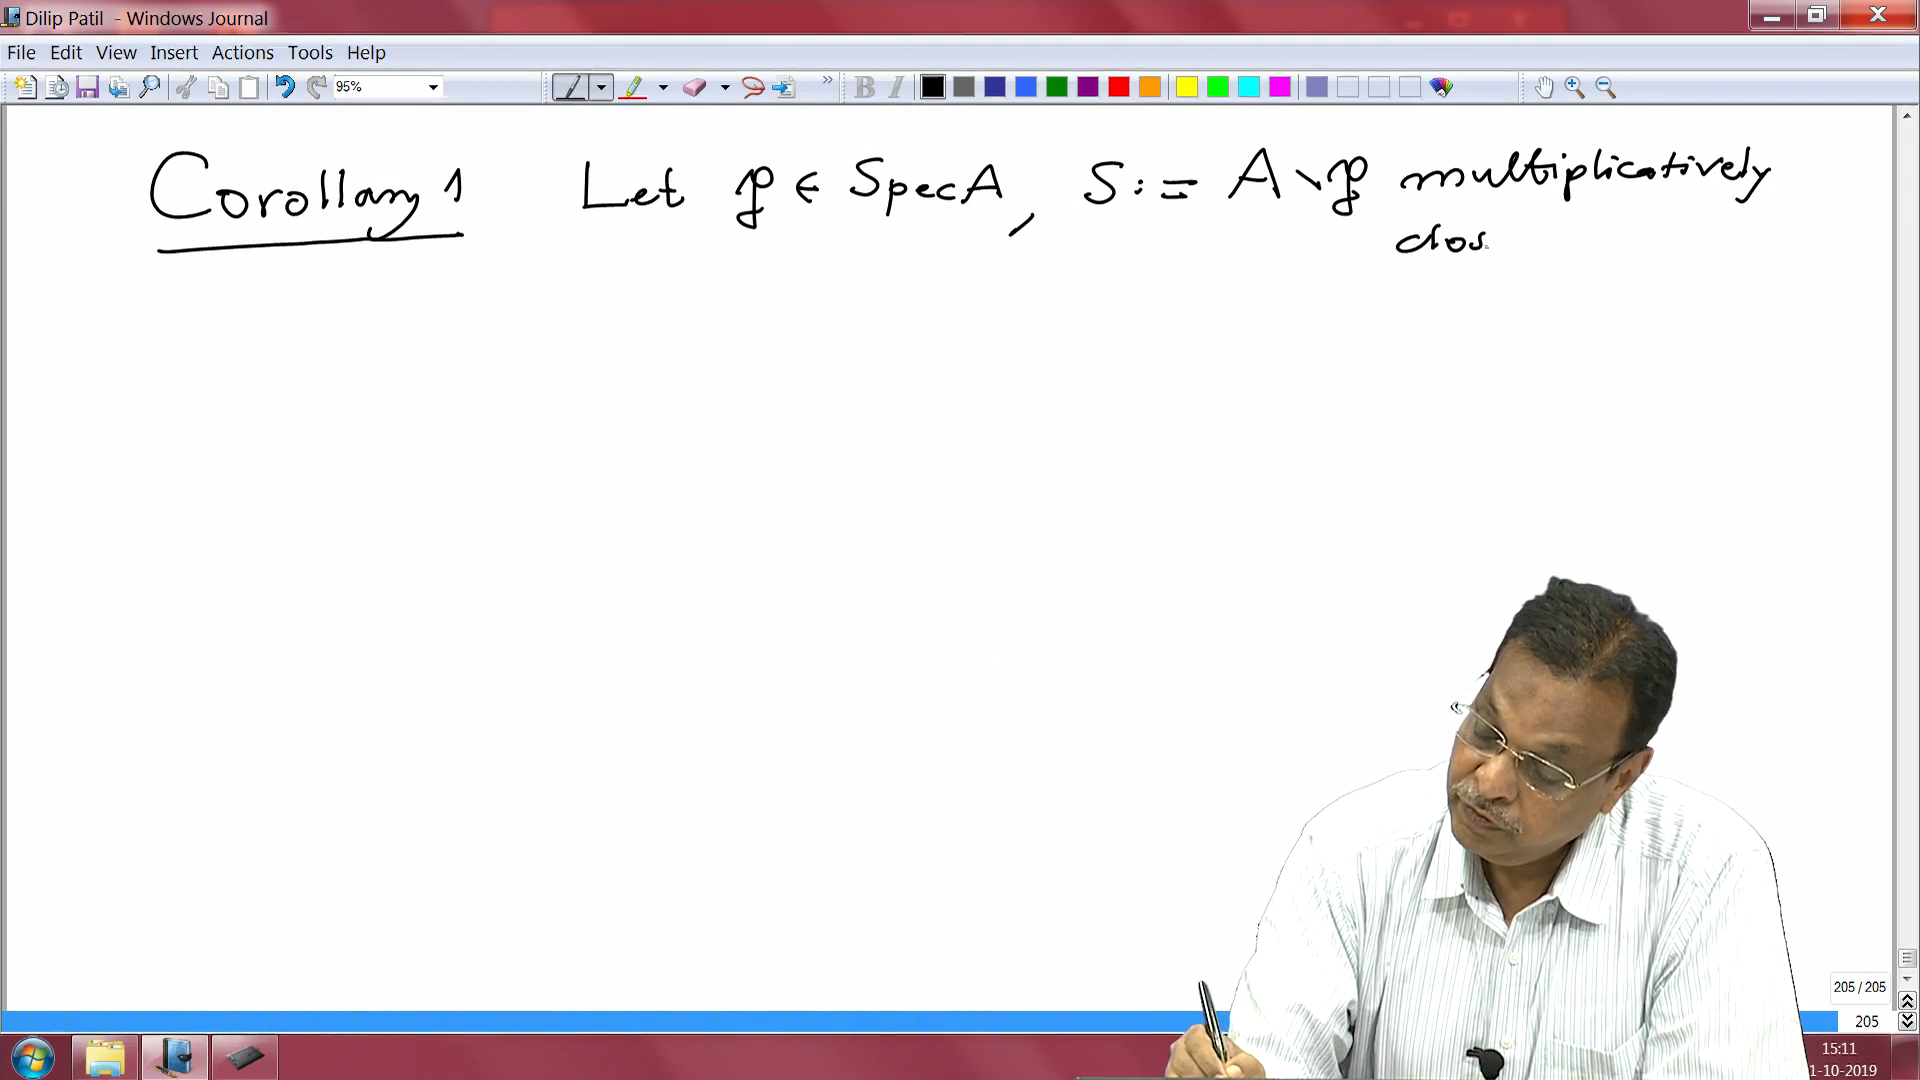 Dilip Patil - Windows Journal
File Edit View Insert Actions Tools Help
95%
B I
Corollary 1 Let 𝔭 ∈ Spec A, S := A∖𝔭 multiplicatively
clos
205 / 205
205
15:11
1-10-2019